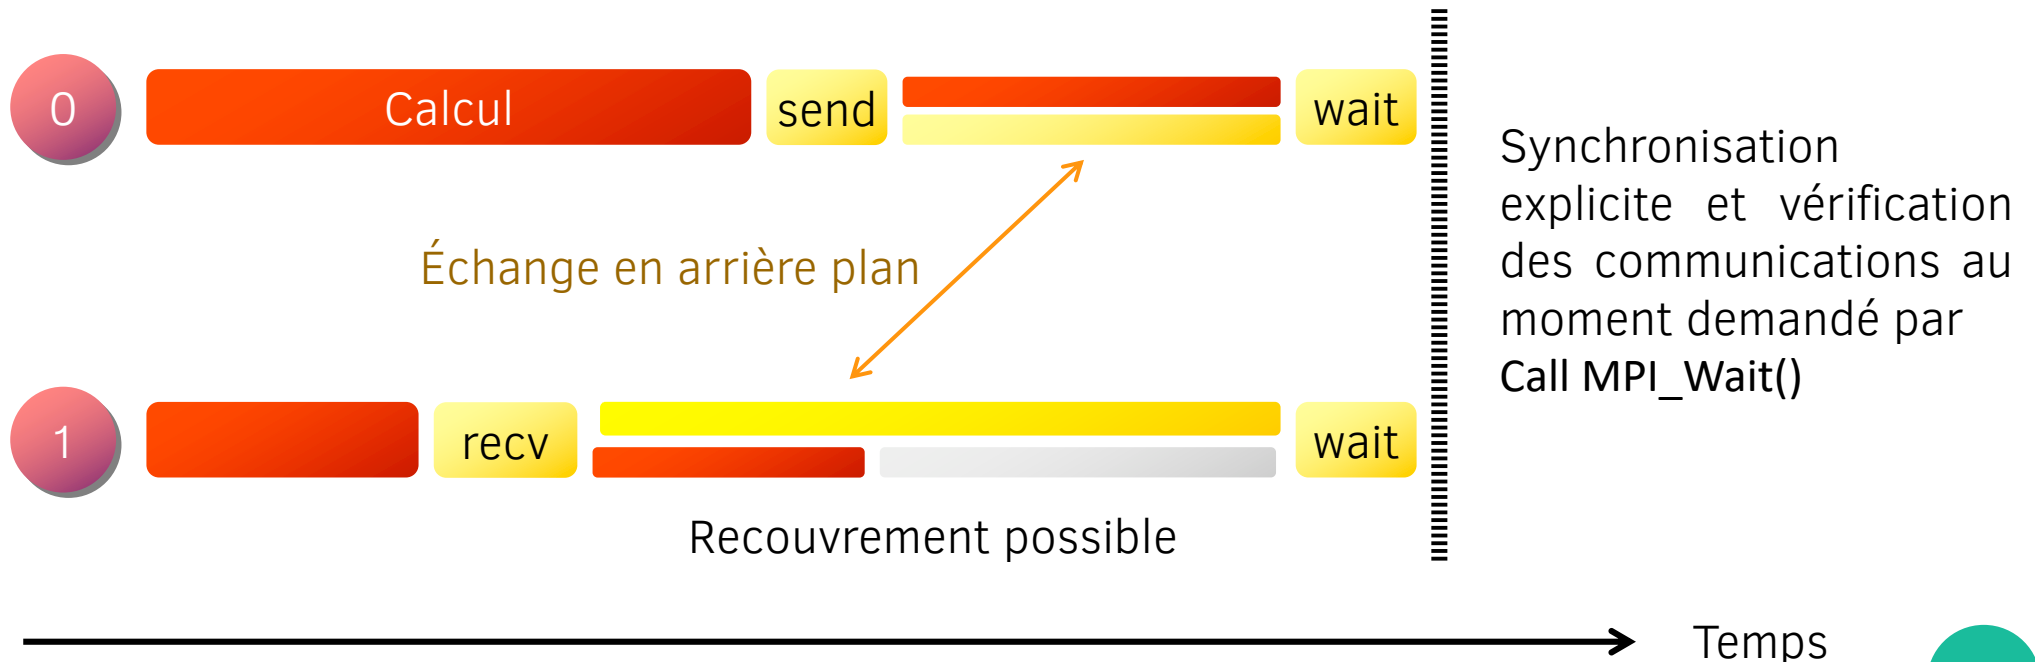 0 Calcul send wait
Échange en arrière plan
1 recv wait
Recouvrement possible
Synchronisation
explicite et vérification
des communications au
moment demandé par
Call MPI_Wait()
Temps